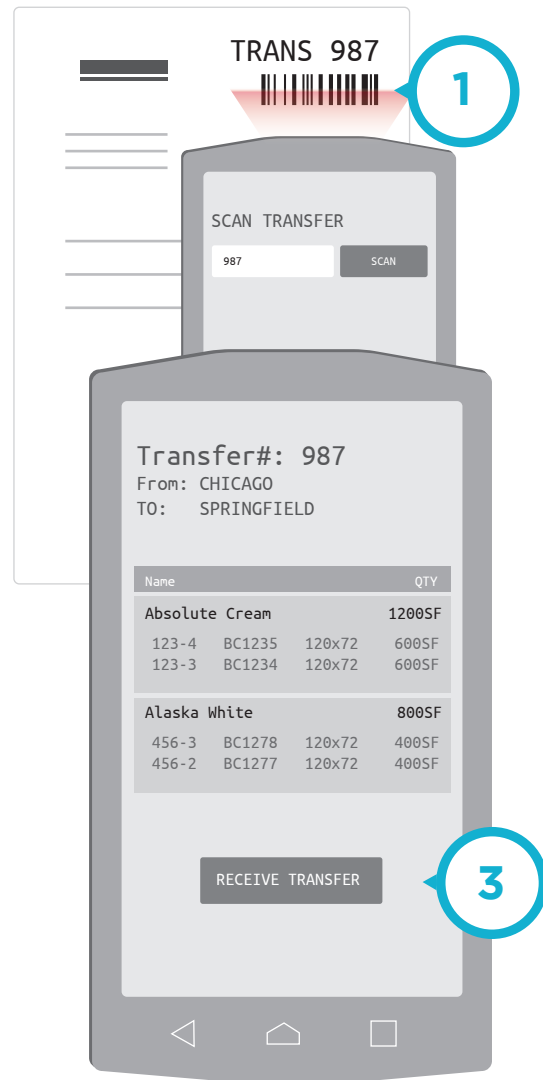 TRANS 987
1
SCAN TRANSFER
987 SCAN
Transfer#: 987
From: CHICAGO
TO: SPRINGFIELD
Name QTY
Absolute Cream 1200SF
123-4 BC1235 120x72 600SF
123-3 BC1234 120x72 600SF
Alaska White 800SF
456-3 BC1278 120x72 400SF
456-2 BC1277 120x72 400SF
RECEIVE TRANSFER
3